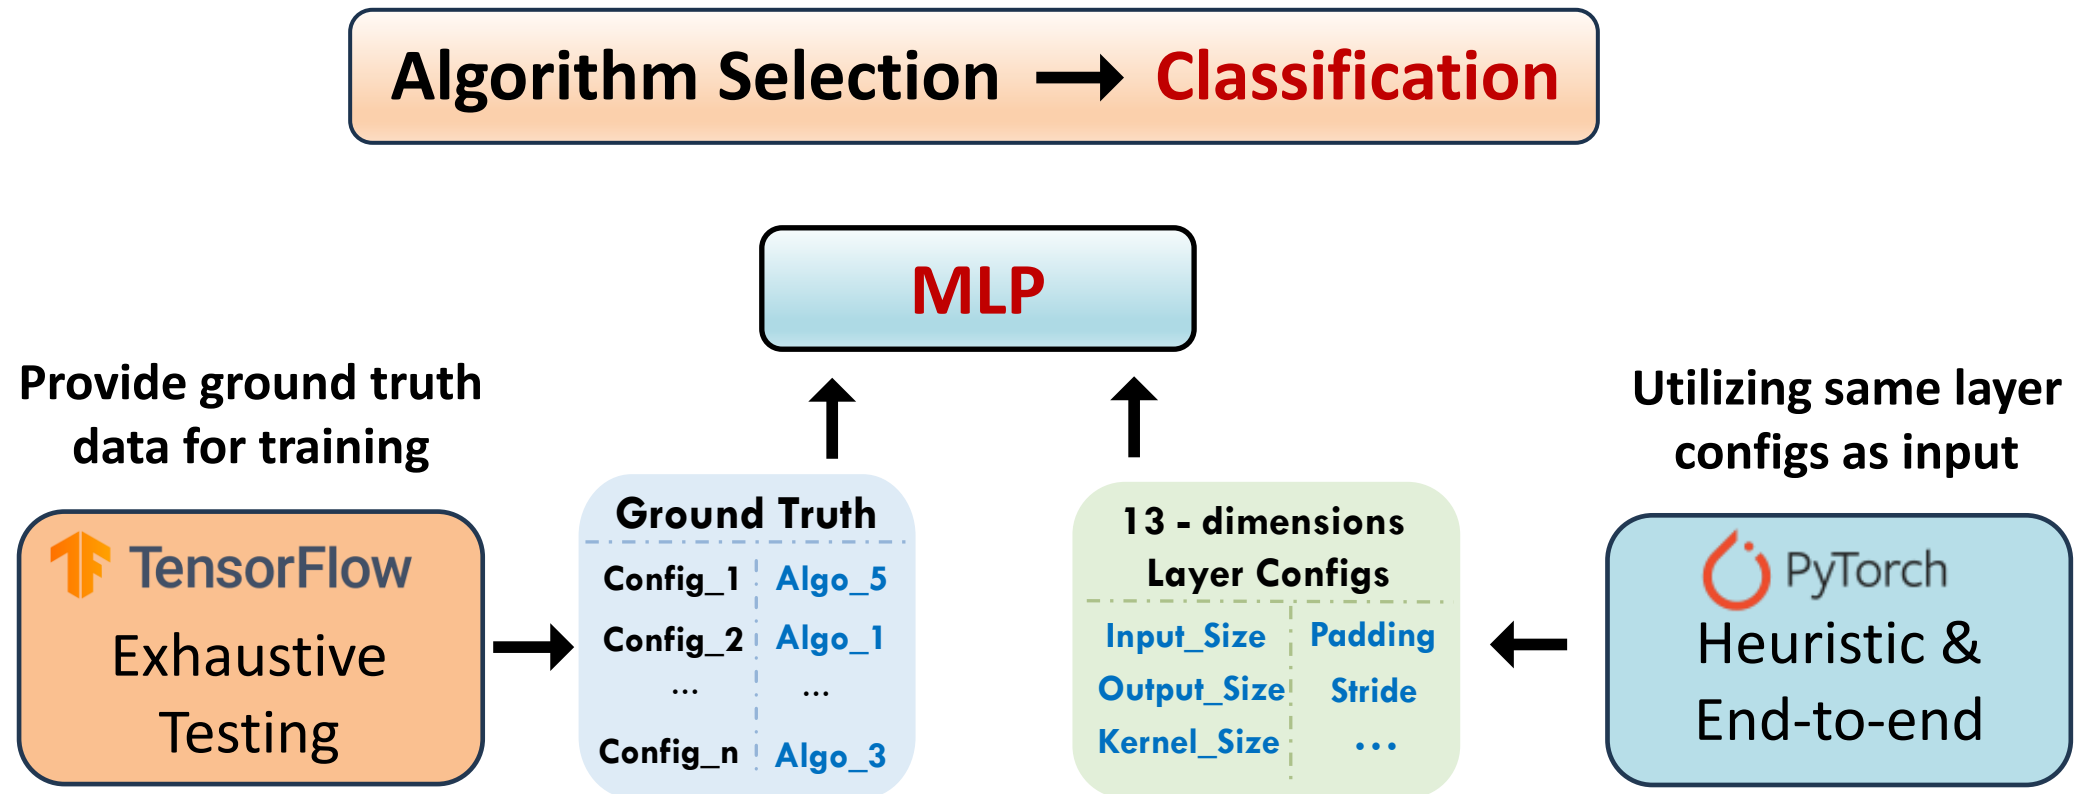 Algorithm Selection → Classification
MLP
Provide ground truth
data for training
TensorFlow
Exhaustive
Testing
Ground Truth
Config_1 Algo_5
Config_2 Algo_1
... ...
Config_n Algo_3
13 - dimensions
Layer Configs
Input_Size Padding
Output_Size Stride
Kernel_Size ...
Utilizing same layer
configs as input
PyTorch
Heuristic &
End-to-end